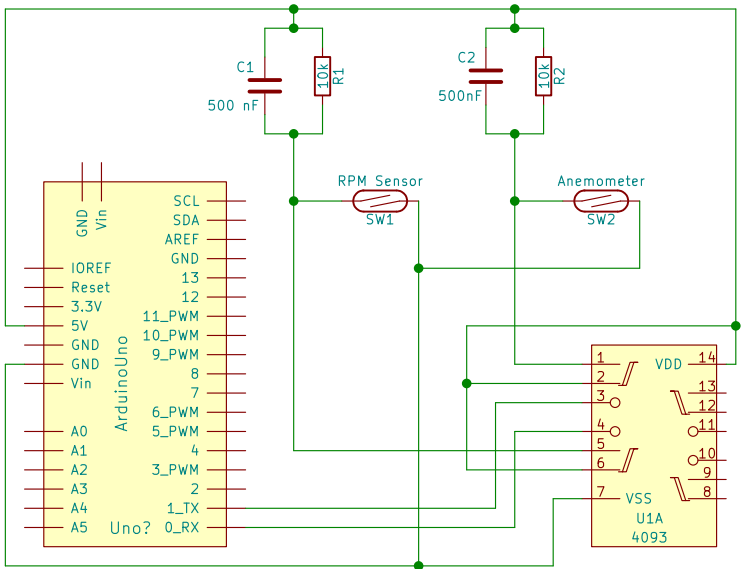 C1
500 nF
10k
R1
C2
500nF
10k
R2
RPM Sensor
SW1
Anemometer
SW2
GND
Vin
SCL
SDA
AREF
GND
13
12
11_PWM
10_PWM
9_PWM
8
7
6_PWM
5_PWM
4
3_PWM
2
1_TX
0_RX
IOREF
Reset
3.3V
5V
GND
GND
Vin
A0
A1
A2
A3
A4
A5
ArduinoUno
Uno?
1
2
3
4
5
6
7
VSS
VDD
14
13
12
11
10
9
8
U1A
4093